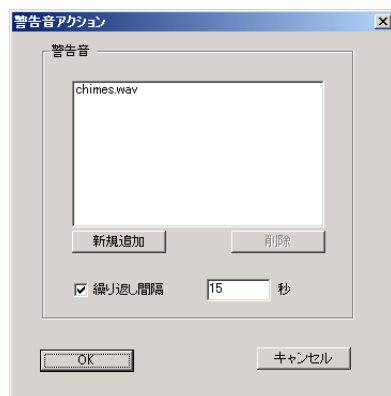 警告音アクション
警告音
chimes.wav
新規追加
削除
繰り返し間隔
15
秒
OK
キャンセル